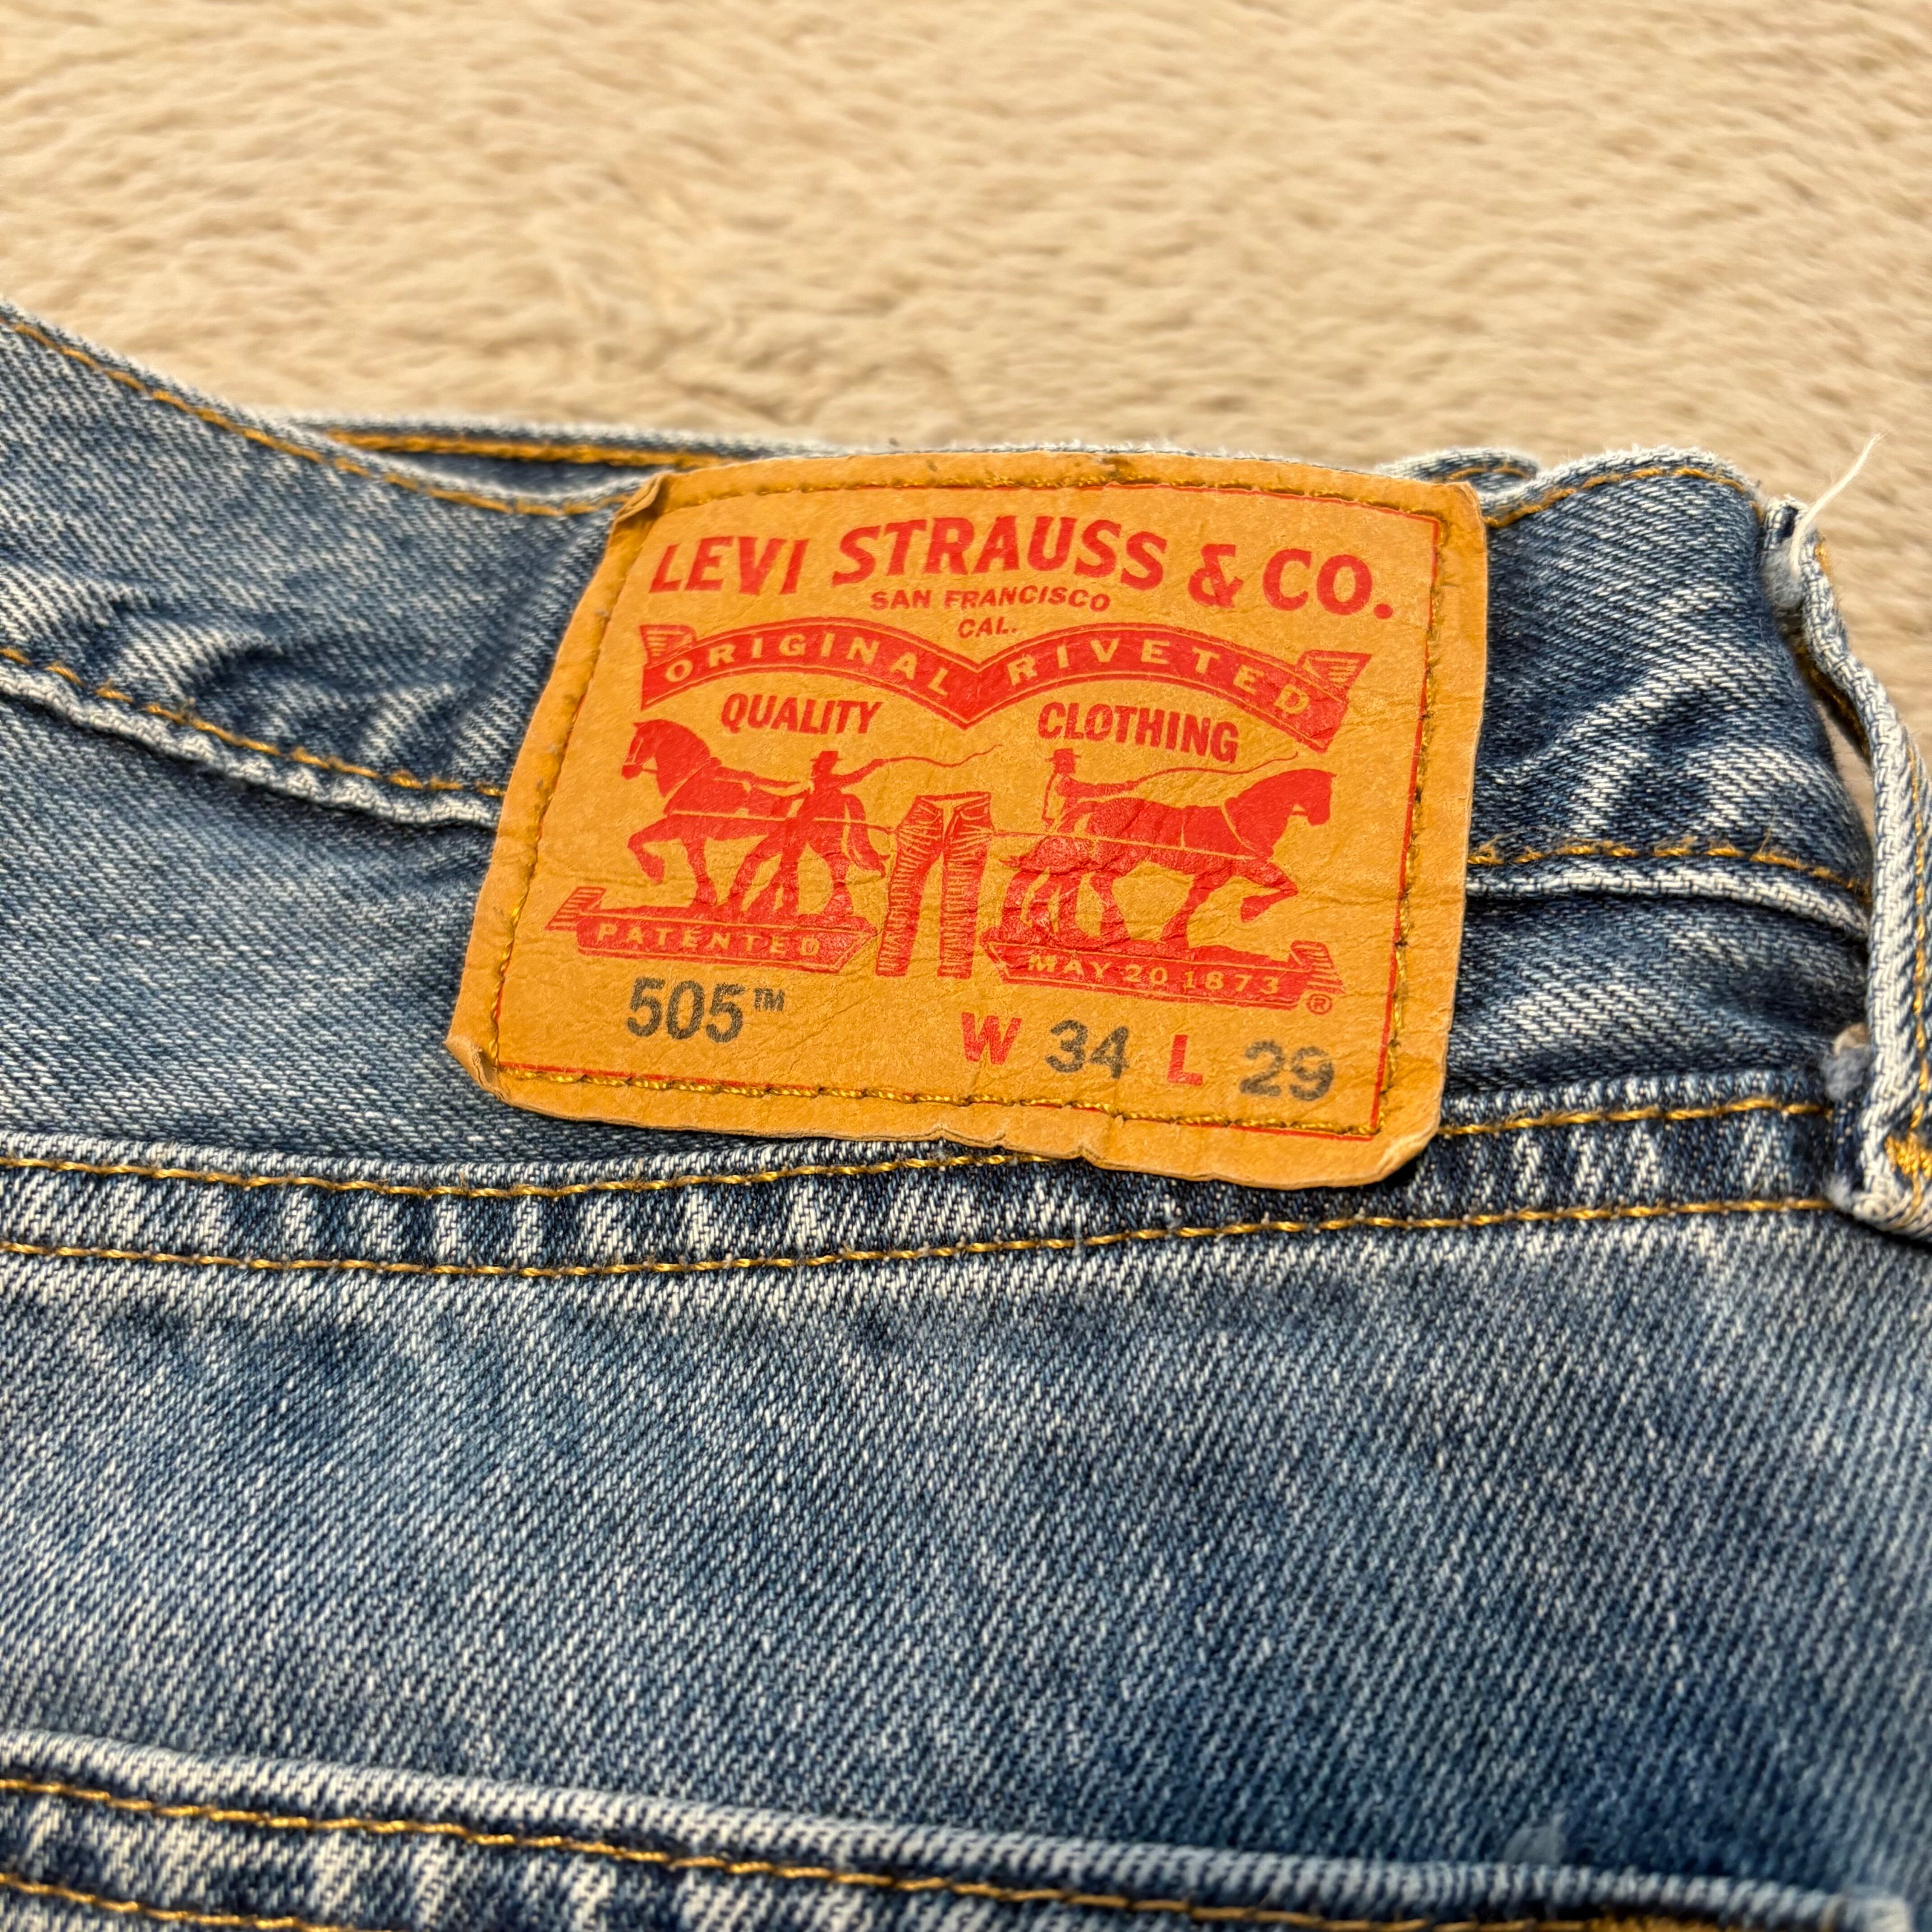 LEVI STRAUSS & CO.
SAN FRANCISCO
CAL.
ORIGINAL RIVETED
QUALITY CLOTHING
PATENTED MAY 20 1873 ®
505™ W 34 L 29